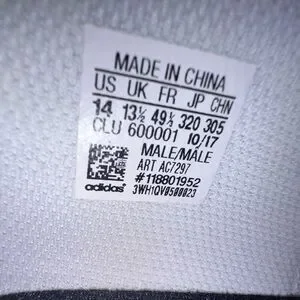 MADE IN CHINA
US UK FR JP CHN
14 13½ 49⅓ 320 305
CLU 600001 10/17
MALE/MALE
ART AC7297
#118801952
adidas 3WH1QV0500023